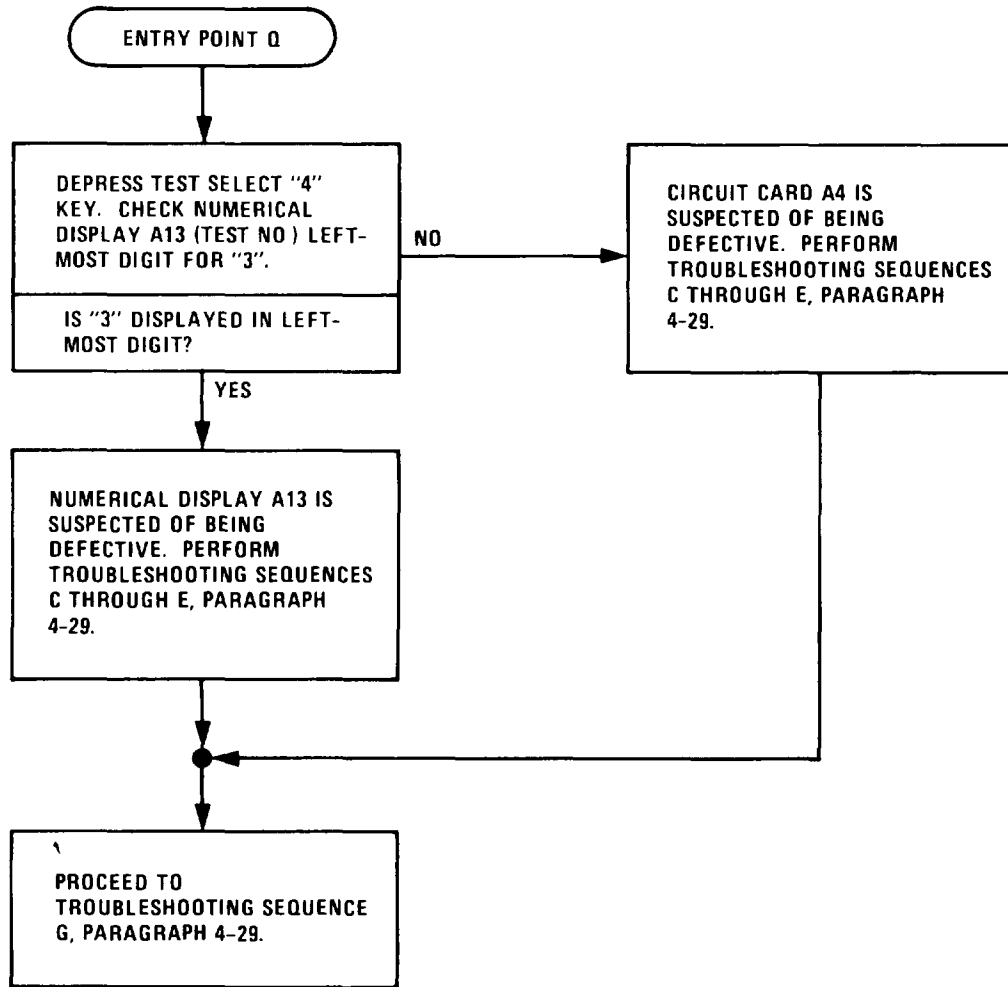 ENTRY POINT Q
DEPRESS TEST SELECT "4"
KEY. CHECK NUMERICAL
DISPLAY A13 (TEST NO) LEFT-
MOST DIGIT FOR "3".
IS "3" DISPLAYED IN LEFT-
MOST DIGIT?
NO
CIRCUIT CARD A4 IS
SUSPECTED OF BEING
DEFECTIVE. PERFORM
TROUBLESHOOTING SEQUENCES
C THROUGH E, PARAGRAPH
4-29.
YES
NUMERICAL DISPLAY A13 IS
SUSPECTED OF BEING
DEFECTIVE. PERFORM
TROUBLESHOOTING SEQUENCES
C THROUGH E, PARAGRAPH
4-29.
PROCEED TO
TROUBLESHOOTING SEQUENCE
G, PARAGRAPH 4-29.